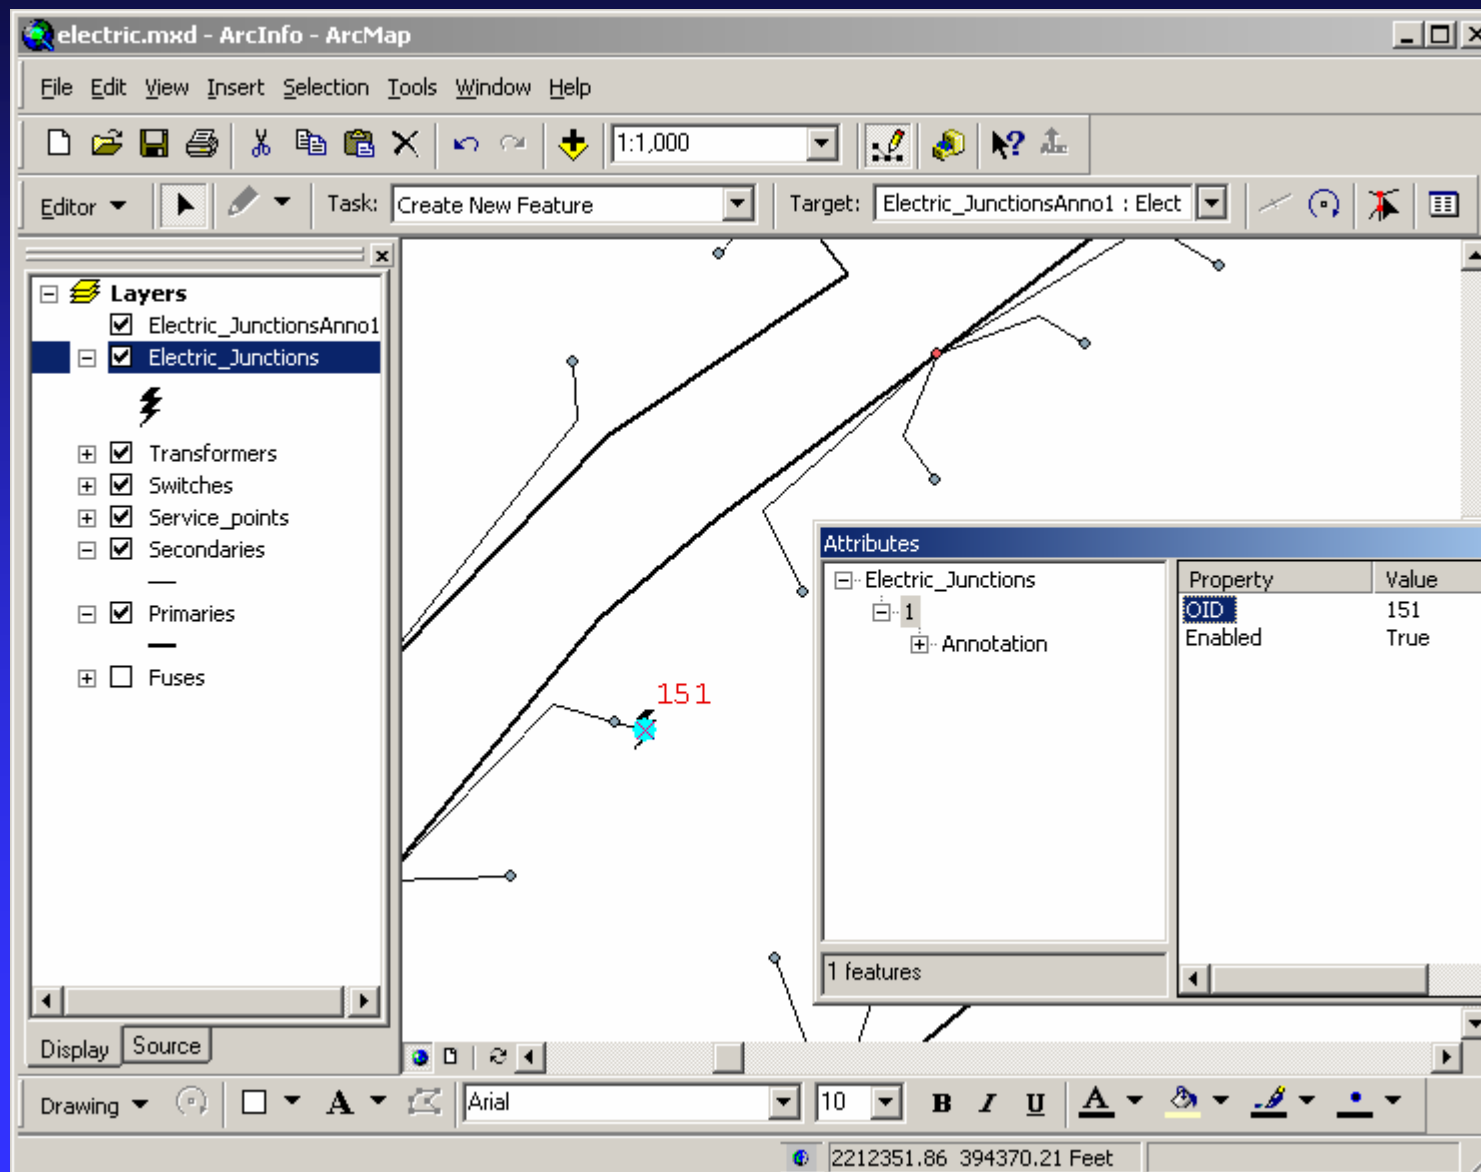 electric.mxd - ArcInfo - ArcMap
File Edit View Insert Selection Tools Window Help
1:1,000
Editor Task: Create New Feature Target: Electric_JunctionsAnno1 : Elect
Layers
Electric_JunctionsAnno1
Electric_Junctions
Transformers
Switches
Service_points
Secondaries
Primaries
Fuses
Display Source
151
Attributes
Electric_Junctions
1
Annotation
1 features
Property Value
OID 151
Enabled True
Drawing A Arial 10 B I U A
2212351.86 394370.21 Feet